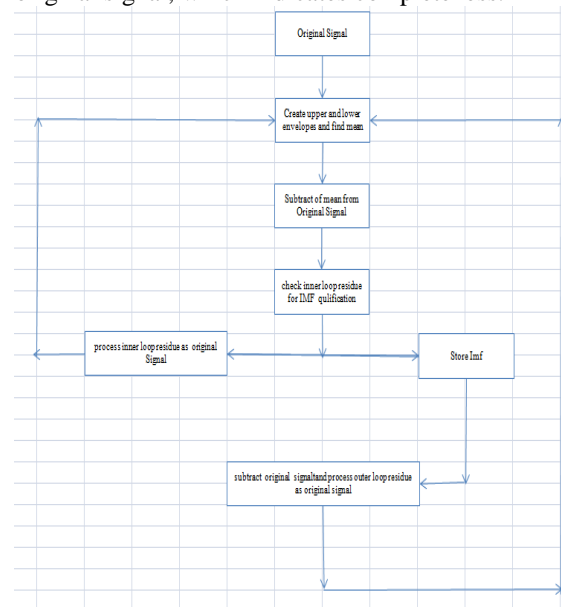 Original Signal
Create upper and lower
envelopes and find mean
Subtract of mean from
Original Signal
check inner loop residue
for IMF qulification
process inner loop residue as original
Signal
Store Imf
subtract original signaltand process outer loop residue
as original signal